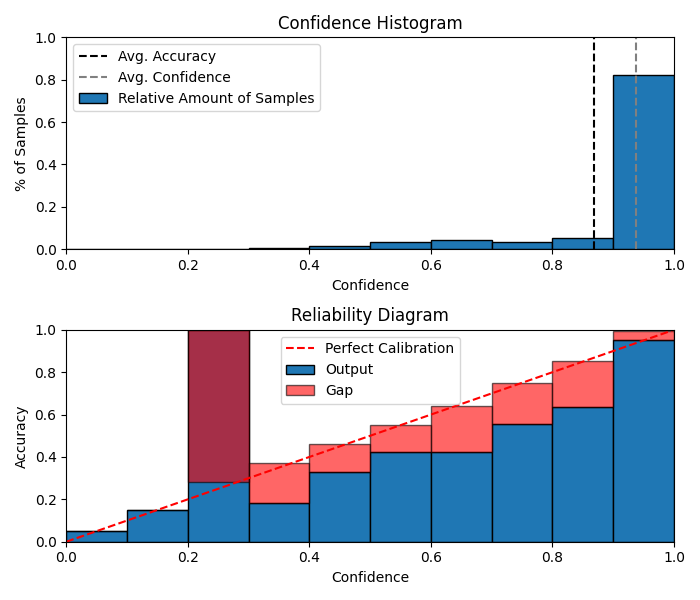 Confidence Histogram
1.0
0.8
0.6
0.4
0.2
0.0
% of Samples
Avg. Accuracy
Avg. Confidence
Relative Amount of Samples
0.0 0.2 0.4 0.6 0.8 1.0
Confidence
Reliability Diagram
1.0
0.8
0.6
0.4
0.2
0.0
Accuracy
Perfect Calibration
Output
Gap
0.0 0.2 0.4 0.6 0.8 1.0
Confidence